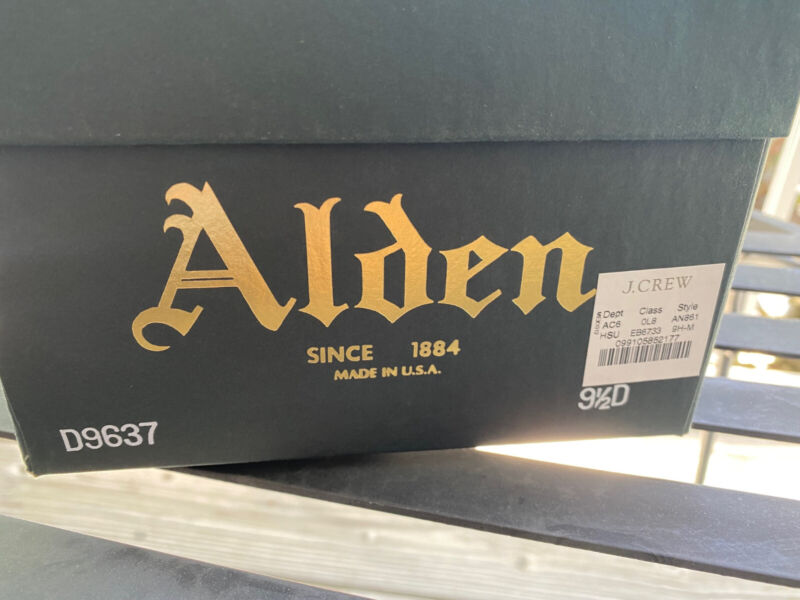 Alden
SINCE 1884
MADE IN U.S.A.
D9637
J.CREW
Dept Class Style
AC6 0L8 AN861
HSU EB6733 9H-M
099105852177
9½D